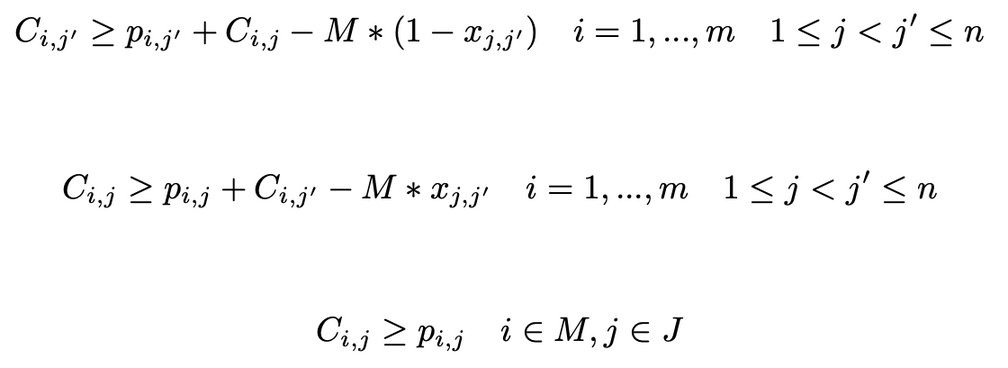 C_{i,j'} ≥ p_{i,j'} + C_{i,j} − M ∗ (1 − x_{j,j'})   i = 1, ..., m   1 ≤ j < j' ≤ n
C_{i,j} ≥ p_{i,j} + C_{i,j'} − M ∗ x_{j,j'}   i = 1, ..., m   1 ≤ j < j' ≤ n
C_{i,j} ≥ p_{i,j}   i ∈ M, j ∈ J